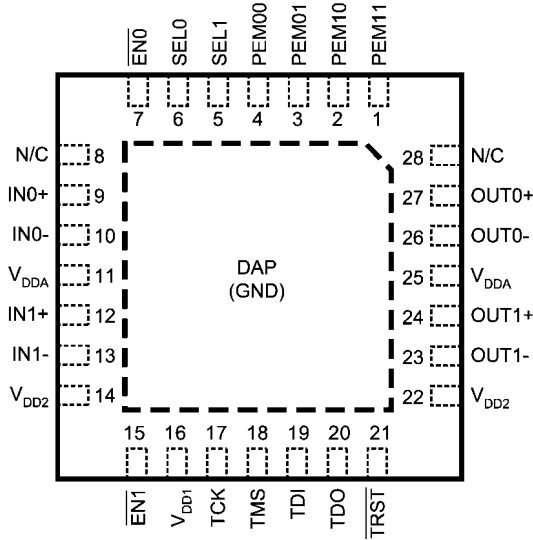 EN0 SEL0 SEL1 PEM00 PEM01 PEM10 PEM11
7 6 5 4 3 2 1
N/C 8 28 N/C
IN0+ 9 27 OUT0+
IN0- 10 26 OUT0-
VDDA 11 DAP 25 VDDA
(GND)
IN1+ 12 24 OUT1+
IN1- 13 23 OUT1-
VDD2 14 22 VDD2
15 16 17 18 19 20 21
EN1 VDD1 TCK TMS TDI TDO TRST